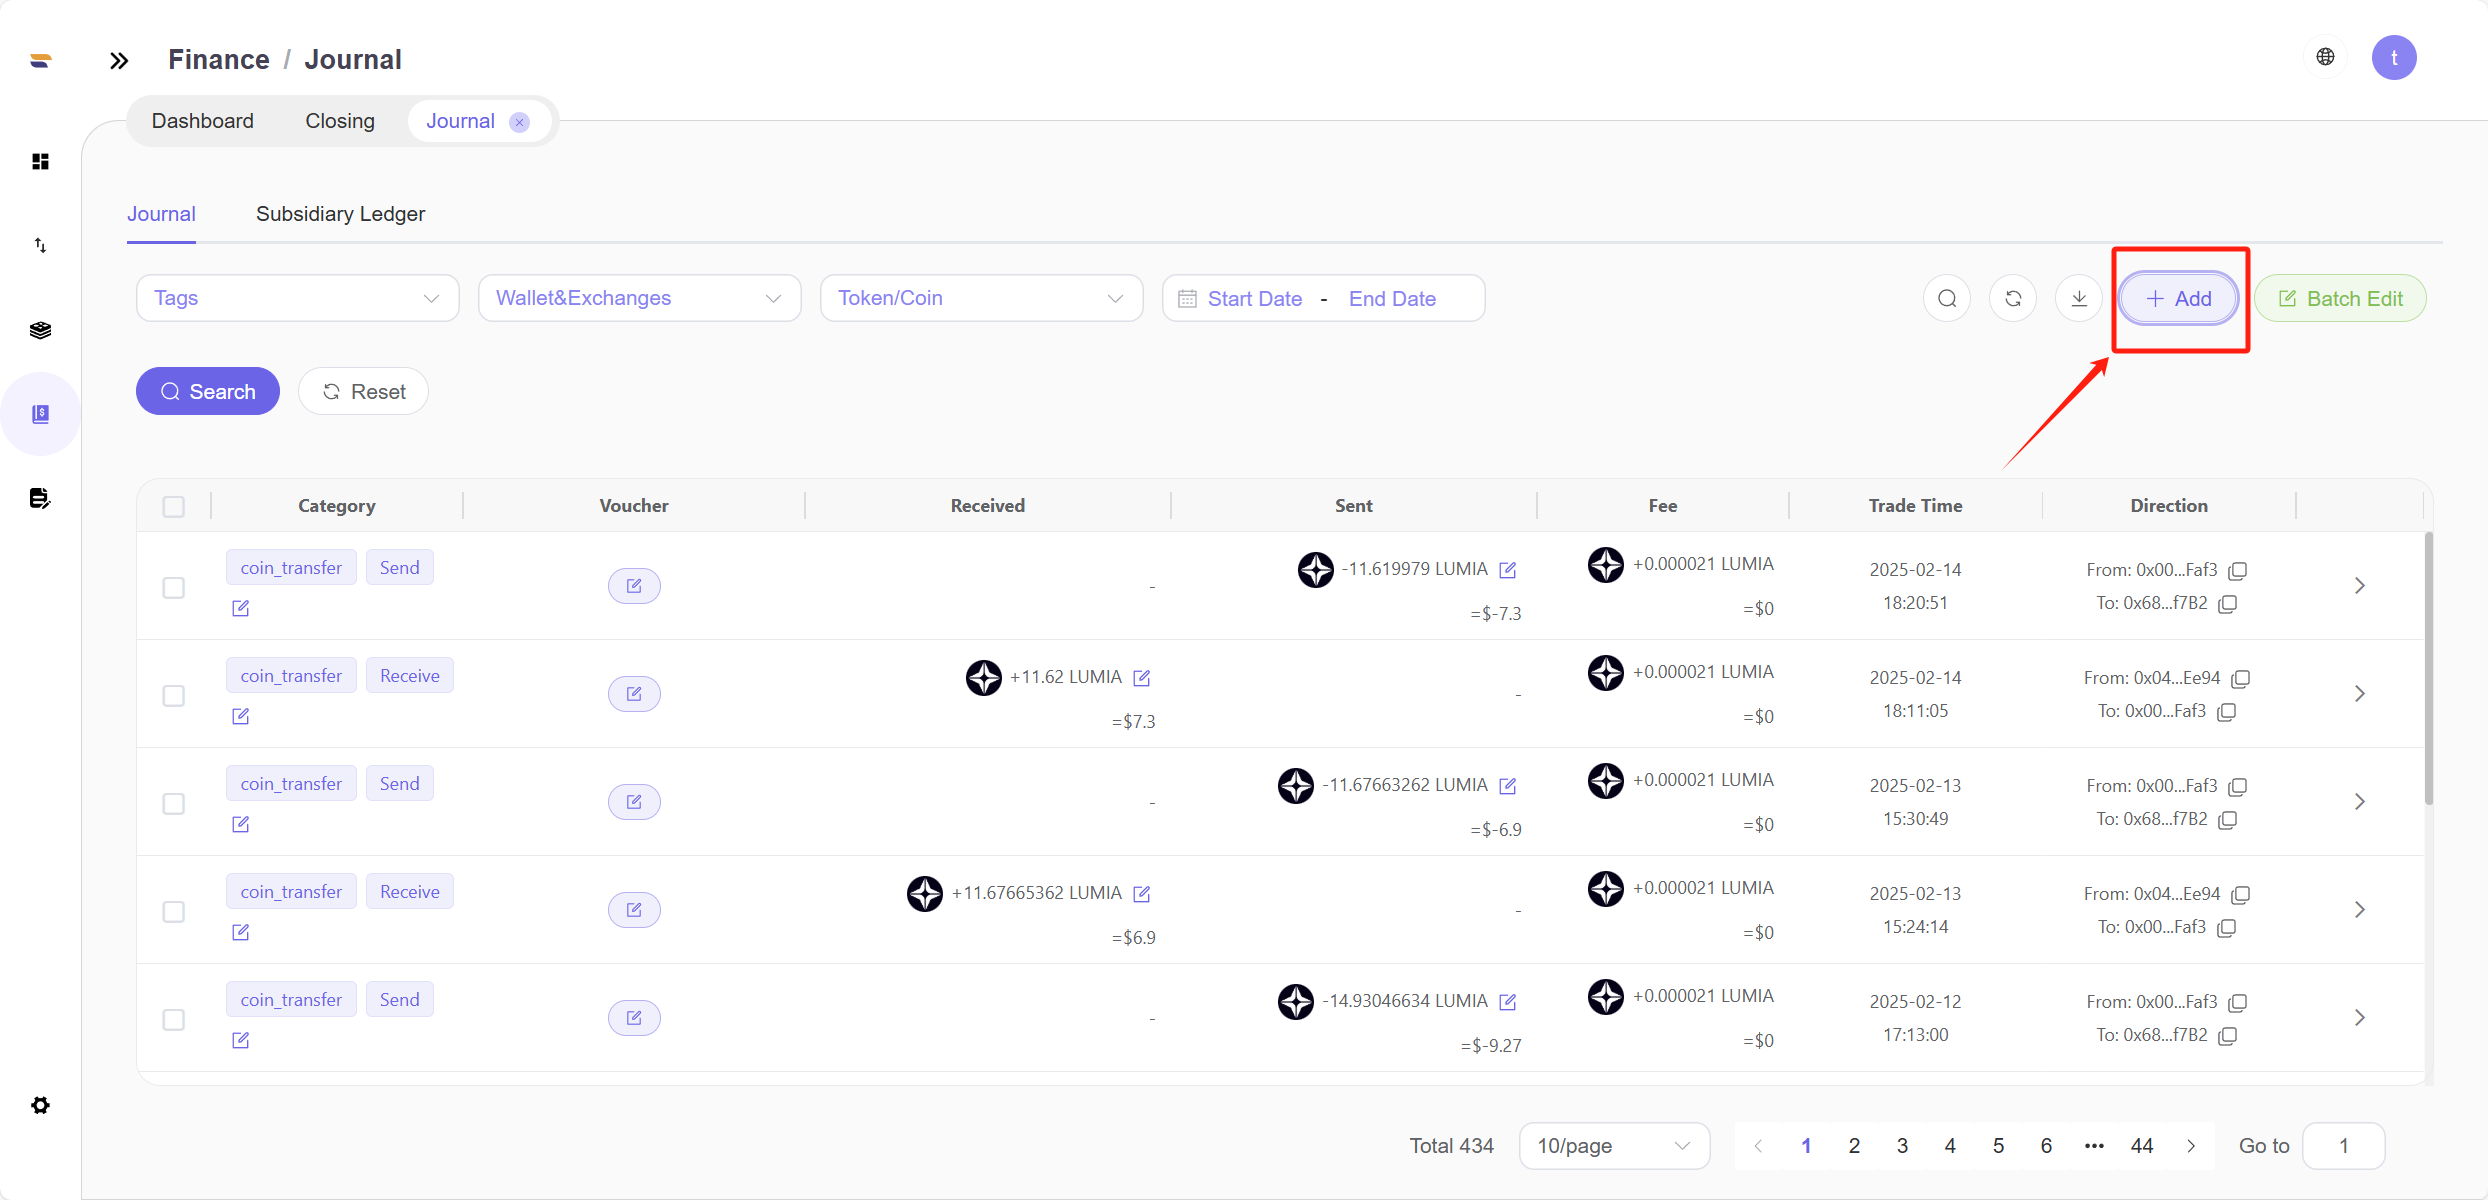 Finance / Journal
t
Dashboard Closing Journal
Journal Subsidiary Ledger
Tags Wallet&Exchanges Token/Coin Start Date - End Date Add Batch Edit
Search Reset
Category Voucher Received Sent Fee Trade Time Direction
coin_transfer Send - -11.619979 LUMIA =$-7.3 +0.000021 LUMIA =$0 2025-02-14 18:20:51 From: 0x00...Faf3 To: 0x68...f7B2
coin_transfer Receive +11.62 LUMIA =$7.3 - +0.000021 LUMIA =$0 2025-02-14 18:11:05 From: 0x04...Ee94 To: 0x00...Faf3
coin_transfer Send - -11.67663262 LUMIA =$-6.9 +0.000021 LUMIA =$0 2025-02-13 15:30:49 From: 0x00...Faf3 To: 0x68...f7B2
coin_transfer Receive +11.67665362 LUMIA =$6.9 - +0.000021 LUMIA =$0 2025-02-13 15:24:14 From: 0x04...Ee94 To: 0x00...Faf3
coin_transfer Send - -14.93046634 LUMIA =$-9.27 +0.000021 LUMIA =$0 2025-02-12 17:13:00 From: 0x00...Faf3 To: 0x68...f7B2
Total 434 10/page 1 2 3 4 5 6 ••• 44 Go to 1